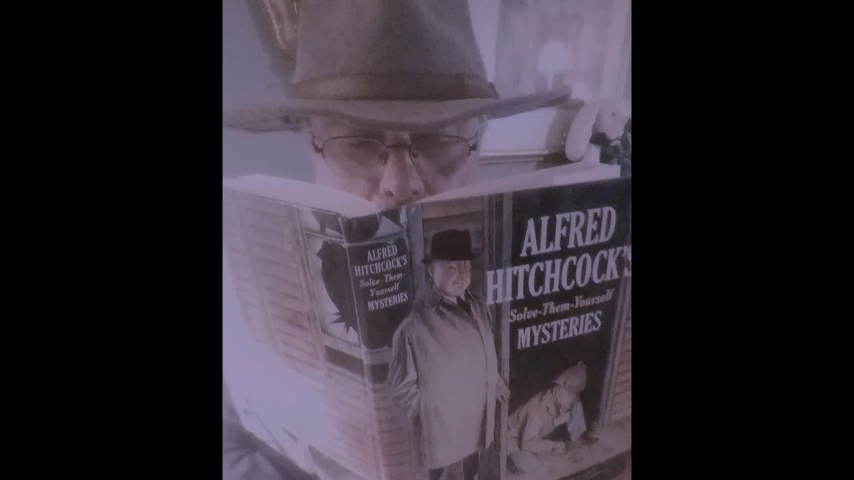 ALFRED
HITCHCOCK'S
Solve-Them-
Yourself
MYSTERIES
ALFRED
HITCHCOCK'S
Solve-Them-Yourself
MYSTERIES